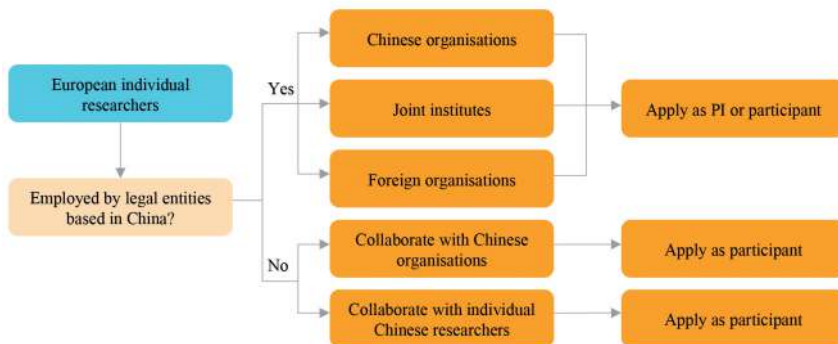 European individual
researchers
Employed by legal entities
based in China?
Yes
No
Chinese organisations
Joint institutes
Foreign organisations
Apply as PI or participant
Collaborate with Chinese
organisations
Apply as participant
Collaborate with individual
Chinese researchers
Apply as participant